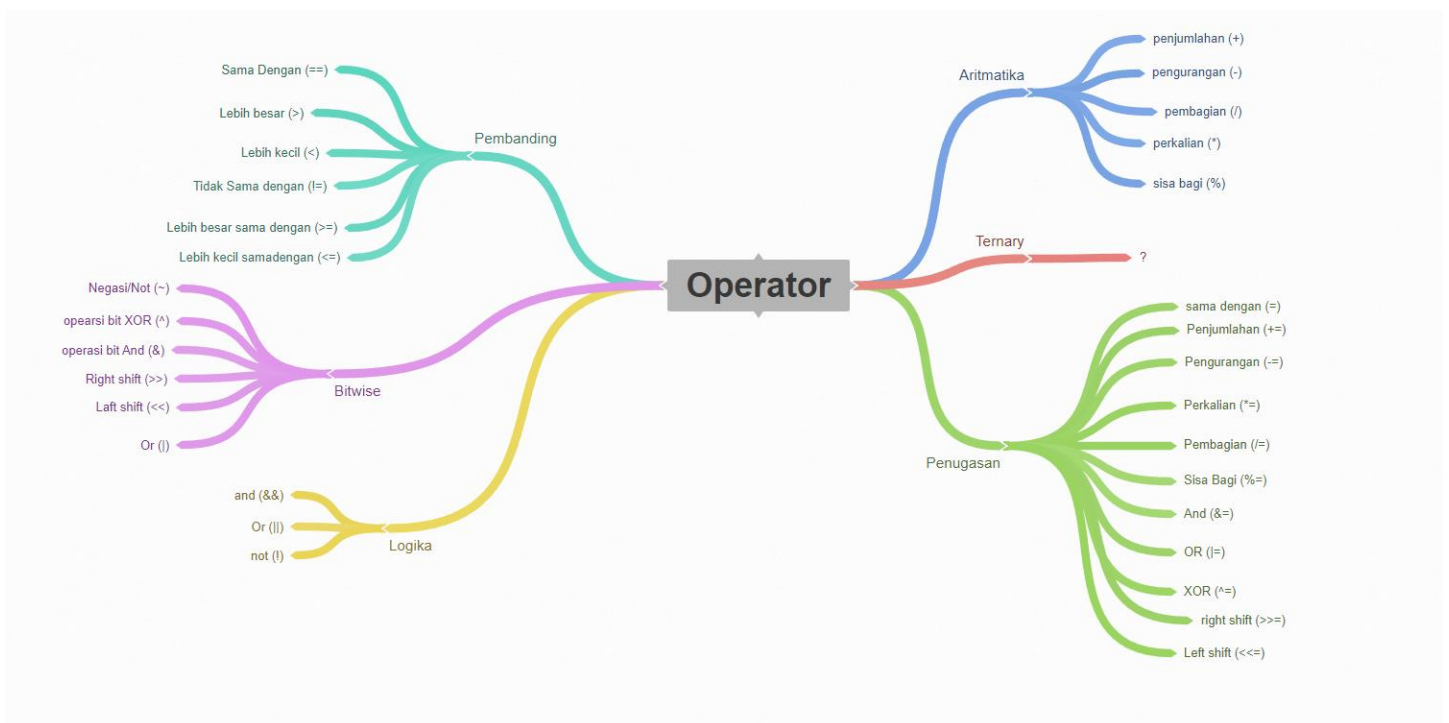 Operator
Aritmatika
penjumlahan (+)
pengurangan (-)
pembagian (/)
perkalian (*)
sisa bagi (%)
Ternary
?
Penugasan
sama dengan (=)
Penjumlahan (+=)
Pengurangan (-=)
Perkalian (*=)
Pembagian (/=)
Sisa Bagi (%=)
And (&=)
OR (|=)
XOR (^=)
right shift (>>=)
Left shift (<<=)
Pembanding
Sama Dengan (==)
Lebih besar (>)
Lebih kecil (<)
Tidak Sama dengan (!=)
Lebih besar sama dengan (>=)
Lebih kecil samadengan (<=)
Bitwise
Negasi/Not (~)
opearsi bit XOR (^)
operasi bit And (&)
Right shift (>>)
Laft shift (<<)
Or (|)
Logika
and (&&)
Or (||)
not (!)